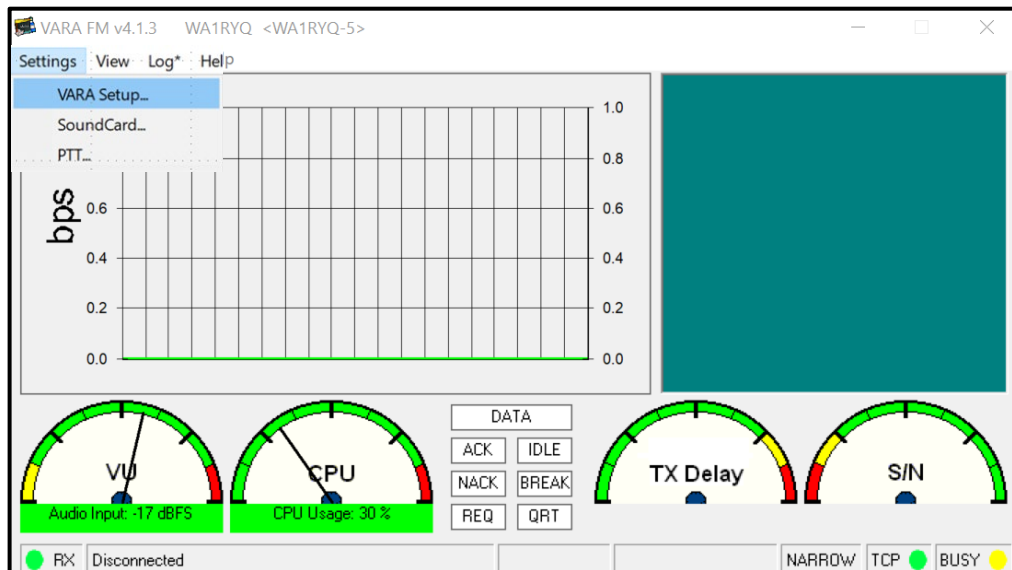 VARA FM v4.1.3 WA1RYQ <WA1RYQ-5>
Settings View Log* Help
VARA Setup...
SoundCard...
PTT...
bps
1.0
0.8
0.6 0.6
0.4 0.4
0.2 0.2
0.0 0.0
VU
Audio Input: -17 dBFS
CPU
CPU Usage: 30 %
DATA
ACK IDLE
NACK BREAK
REQ QRT
TX Delay
S/N
RX Disconnected NARROW TCP BUSY